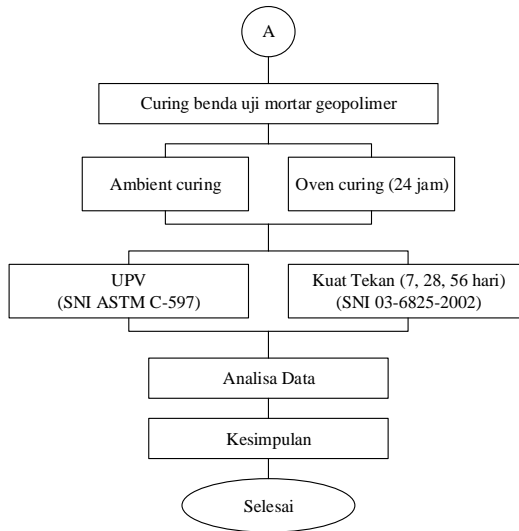 A
Curing benda uji mortar geopolimer
Ambient curing
Oven curing (24 jam)
UPV
(SNI ASTM C-597)
Kuat Tekan (7, 28, 56 hari)
(SNI 03-6825-2002)
Analisa Data
Kesimpulan
Selesai